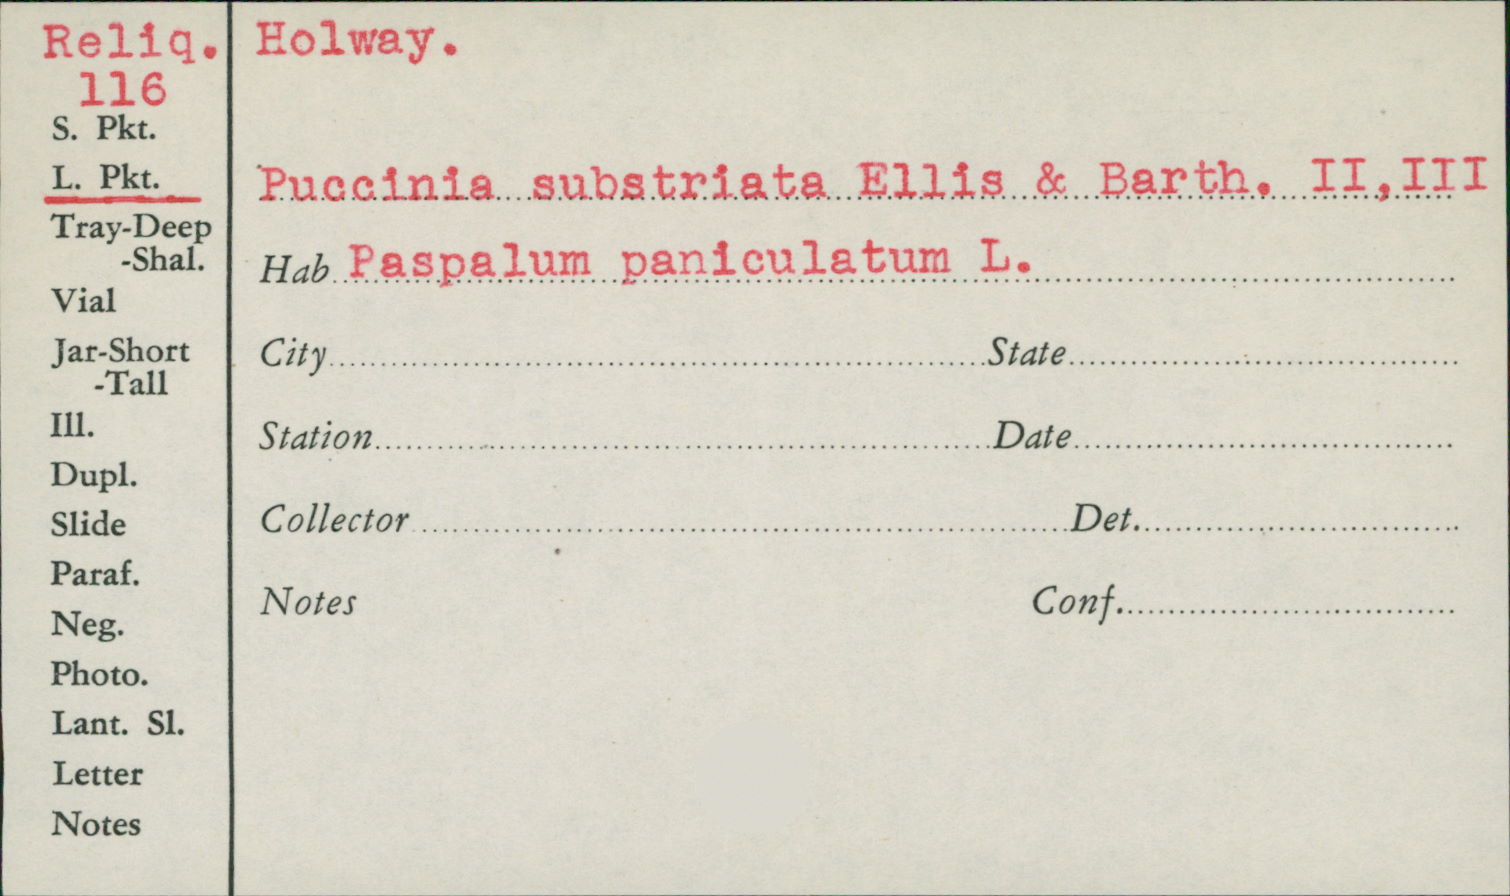 Reliq. Holway.
116
S. Pkt.
L. Pkt.
Tray-Deep
-Shal.
Vial
Jar-Short
-Tall
Ill.
Dupl.
Slide
Paraf.
Neg.
Photo.
Lant. Sl.
Letter
Notes
Puccinia substriata Ellis & Barth. II,III
Hab Paspalum paniculatum L.
City State
Station Date
Collector Det.
Notes Conf.